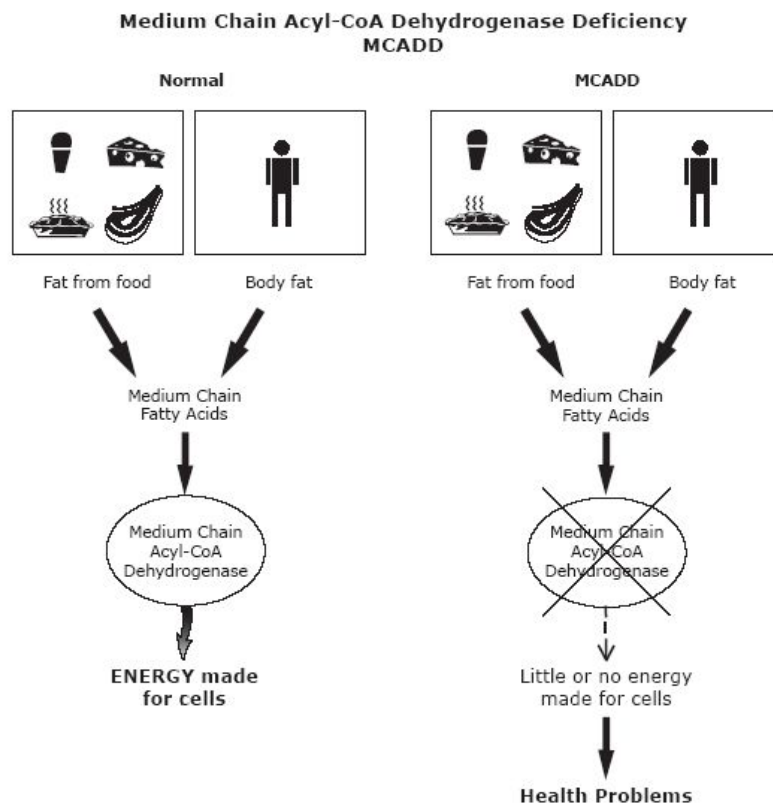 Medium Chain Acyl-CoA Dehydrogenase Deficiency
MCADD
Normal
Fat from food
Body fat
Medium Chain
Fatty Acids
Medium Chain
Acyl-CoA
Dehydrogenase
ENERGY made
for cells
MCADD
Fat from food
Body fat
Medium Chain
Fatty Acids
Medium Chain
Acyl-CoA
Dehydrogenase
Little or no energy
made for cells
Health Problems